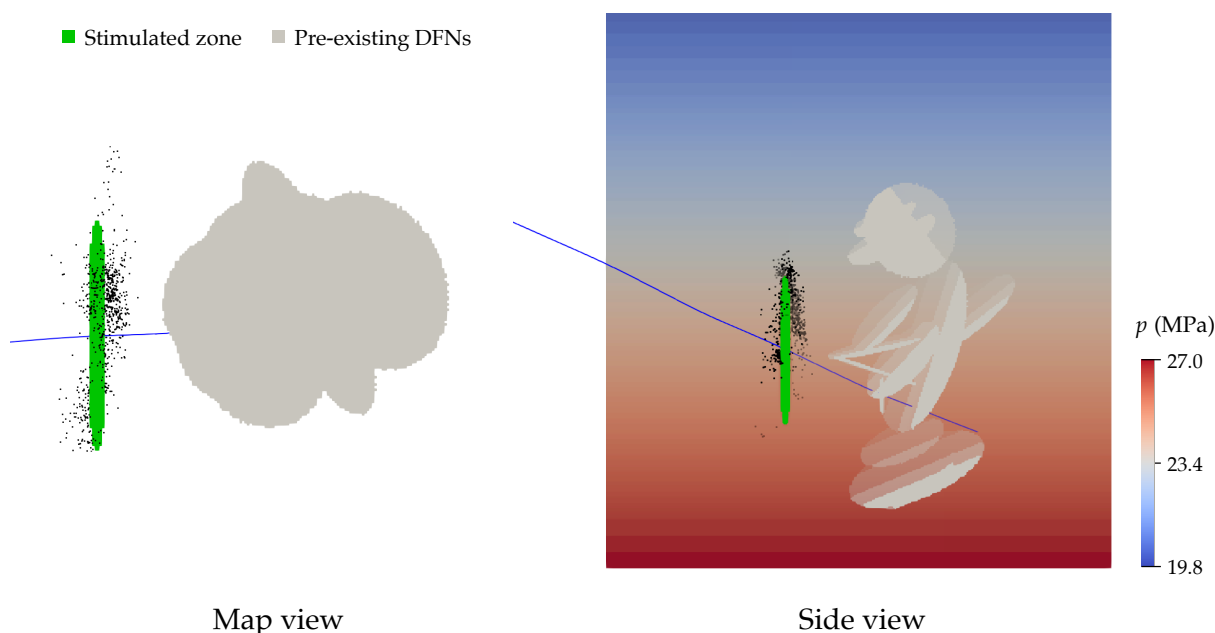 Stimulated zone
Pre-existing DFNs
p (MPa)
27.0
23.4
19.8
Map view
Side view